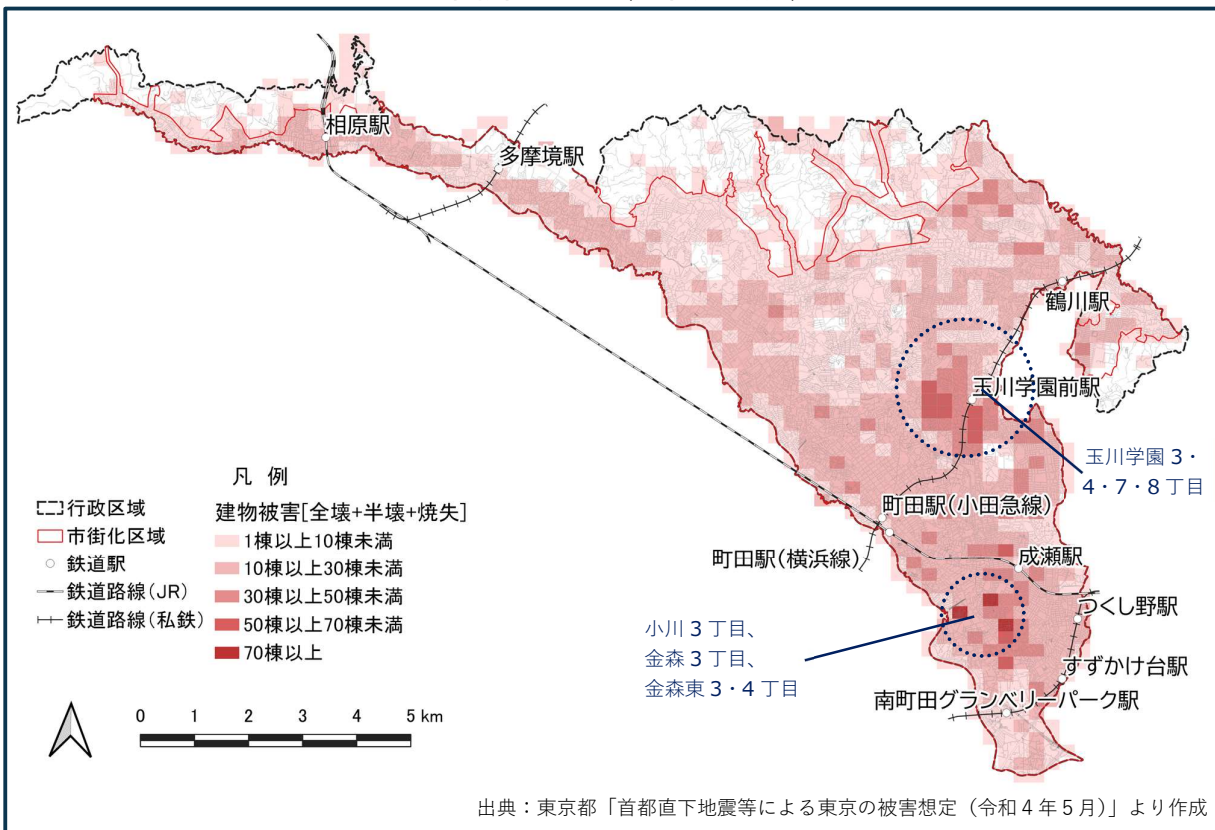 相原駅
多摩境駅
鶴川駅
玉川学園前駅
玉川学園 3・
4・7・8 丁目
町田駅(小田急線)
町田駅(横浜線)
成瀬駅
つくし野駅
すずかけ台駅
南町田グランベリーパーク駅
小川 3 丁目、
金森 3 丁目、
金森東 3・4 丁目
凡 例
行政区域
市街化区域
鉄道駅
鉄道路線(JR)
鉄道路線(私鉄)
建物被害[全壊+半壊+焼失]
1棟以上10棟未満
10棟以上30棟未満
30棟以上50棟未満
50棟以上70棟未満
70棟以上
0 1 2 3 4 5 km
出典：東京都「首都直下地震等による東京の被害想定（令和4年5月）」より作成